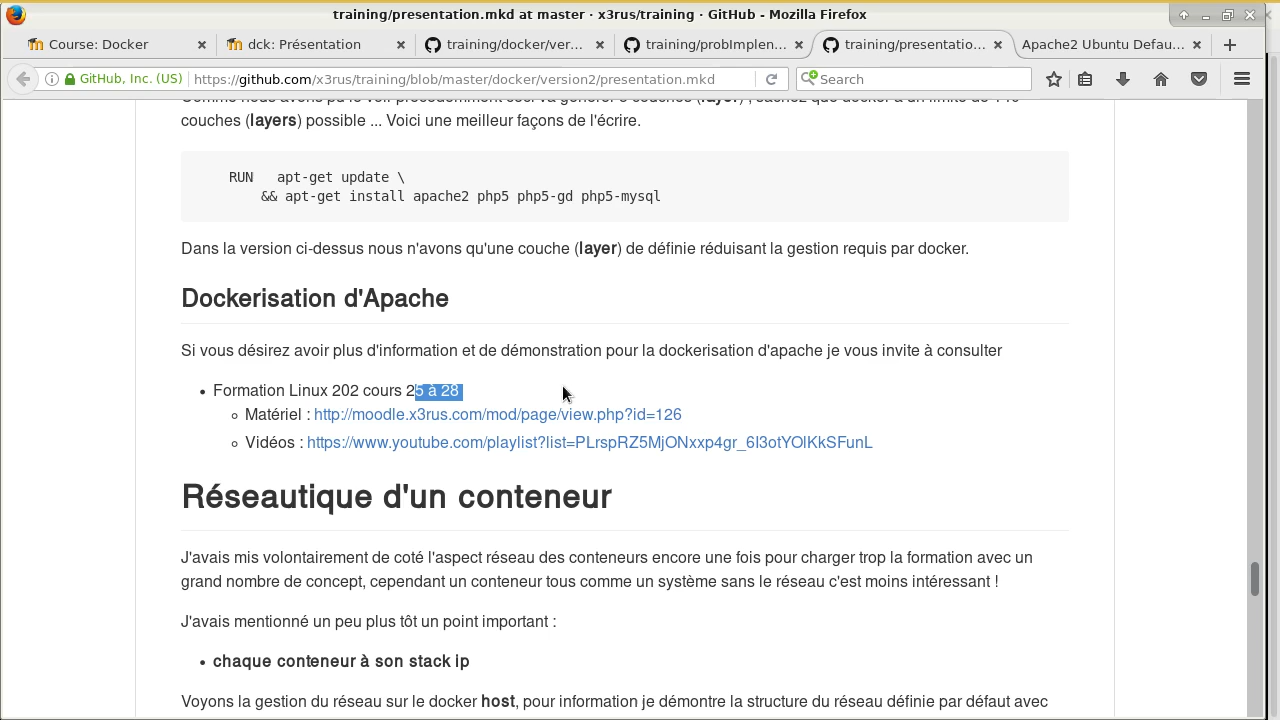 training/presentation.mkd at master · x3rus/training · GitHub - Mozilla Firefox
Course: Docker
dck: Présentation
training/docker/ver...
training/probImplen...
training/presentatio...
Apache2 Ubuntu Defau...
GitHub, Inc. (US)
https://github.com/x3rus/training/blob/master/docker/version2/presentation.mkd
Search
couches (layers) possible ... Voici une meilleur façons de l'écrire.
RUN apt-get update \
&& apt-get install apache2 php5 php5-gd php5-mysql
Dans la version ci-dessus nous n'avons qu'une couche (layer) de définie réduisant la gestion requis par docker.
Dockerisation d'Apache
Si vous désirez avoir plus d'information et de démonstration pour la dockerisation d'apache je vous invite à consulter
• Formation Linux 202 cours 25 à 28
Matériel : http://moodle.x3rus.com/mod/page/view.php?id=126
Vidéos : https://www.youtube.com/playlist?list=PLrspRZ5MjONxxp4gr_6I3otYOlKkSFunL
Réseautique d'un conteneur
J'avais mis volontairement de coté l'aspect réseau des conteneurs encore une fois pour charger trop la formation avec un
grand nombre de concept, cependant un conteneur tous comme un système sans le réseau c'est moins intéressant !
J'avais mentionné un peu plus tôt un point important :
• chaque conteneur à son stack ip
Voyons la gestion du réseau sur le docker host, pour information je démontre la structure du réseau définie par défaut avec